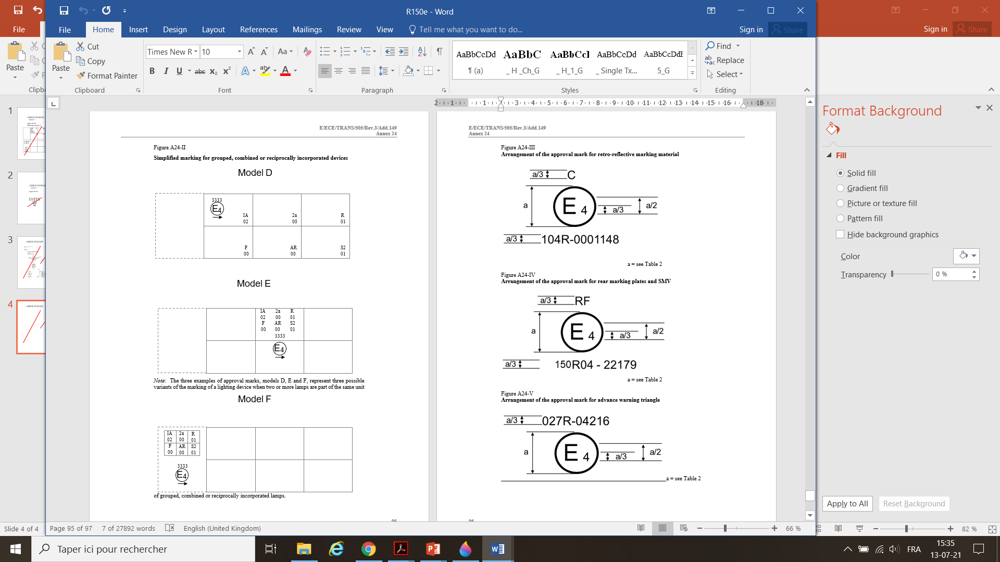 R150e - Word
File
Home
Insert
Design
Layout
References
Mailings
Review
View
Tell me what you want to do...
Sign in
Share
File
Sign in
Share
Paste
Paste
Cut
Copy
Format Painter
Times New R
10
Aa
AaBbCcDd
AaBbC
AaBbCcI
AaBbCcDd
AaBbCcDdE
¶ (a)
_ H _Ch_G
_ H_1_G
_ Single Tx...
5_G
Find
Replace
Select
Clipboard
Font
Paragraph
Styles
Editing
E/ECE/TRANS/505/Rev.3/Add.149
Annex 24
Figure A24-II
Simplified marking for grouped, combined or reciprocally incorporated devices
Model D
3333
E4
IA
02
2a
00
R
01
F
00
AR
00
S2
01
Model E
IA 2a R
02 00 01
F AR S2
00 00 01
3333
E4
Note: The three examples of approval marks, models D, E and F, represent three possible
variants of the marking of a lighting device when two or more lamps are part of the same unit
Model F
IA 2a R
02 00 01
F AR S2
00 00 01
3333
E4
of grouped, combined or reciprocally incorporated lamps.
95
E/ECE/TRANS/505/Rev.3/Add.149
Annex 24
Figure A24-III
Arrangement of the approval mark for retro-reflective marking material
a/3 C
a E 4 a/3 a/2
a/3 104R-0001148
a = see Table 2
Figure A24-IV
Arrangement of the approval mark for rear marking plates and SMV
a/3 RF
a E 4 a/3 a/2
a/3 150R04 - 22179
a = see Table 2
Figure A24-V
Arrangement of the approval mark for advance warning triangle
a/3 027R-04216
a E 4 a/3 a/2
a = see Table 2
96
1
2
3
4
Format Background
Fill
Solid fill
Gradient fill
Picture or texture fill
Pattern fill
Hide background graphics
Color
Transparency
0 %
Apply to All
Reset Background
Slide 4 of 4
Page 95 of 97
7 of 27892 words
English (United Kingdom)
66 %
82 %
Taper ici pour rechercher
FRA
15:35
13-07-21